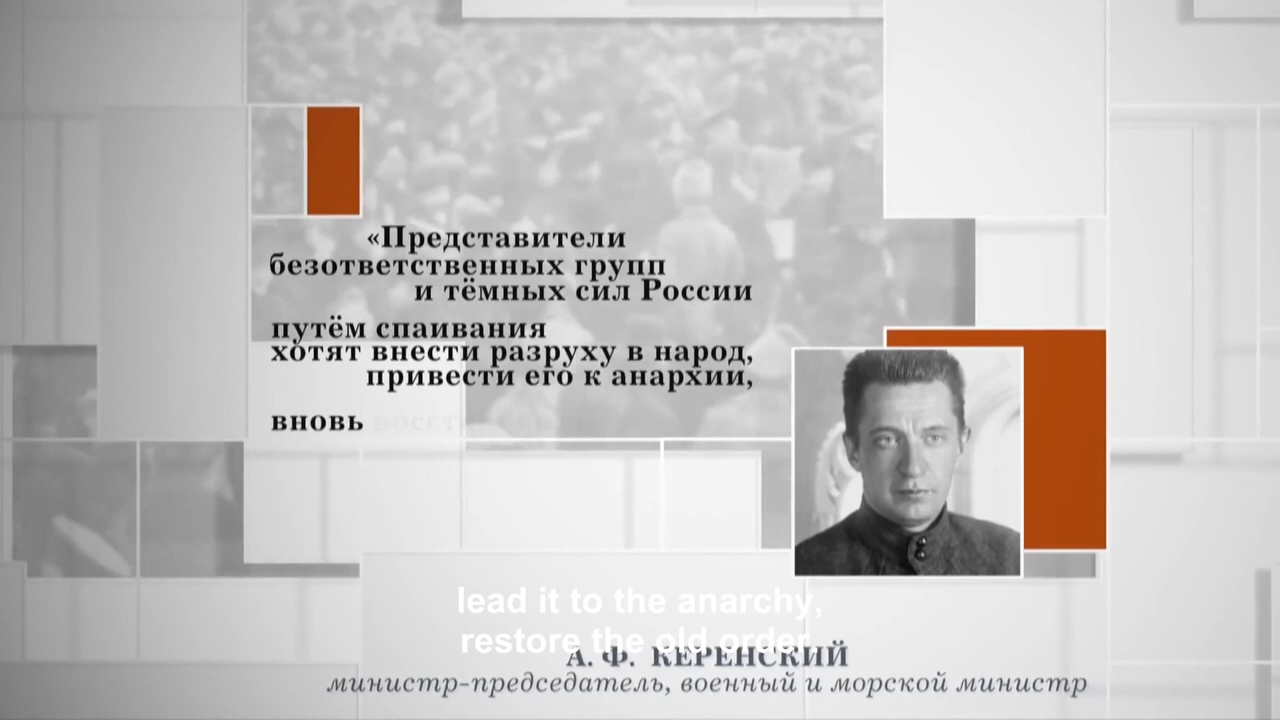 «Представители
безответственных групп
и тёмных сил России
путём спаивания
хотят внести разруху в народ,
привести его к анархии,
вновь
lead it to the anarchy,
restore the old order
А. Ф. КЕРЕНСКИЙ
министр-председатель, военный и морской министр